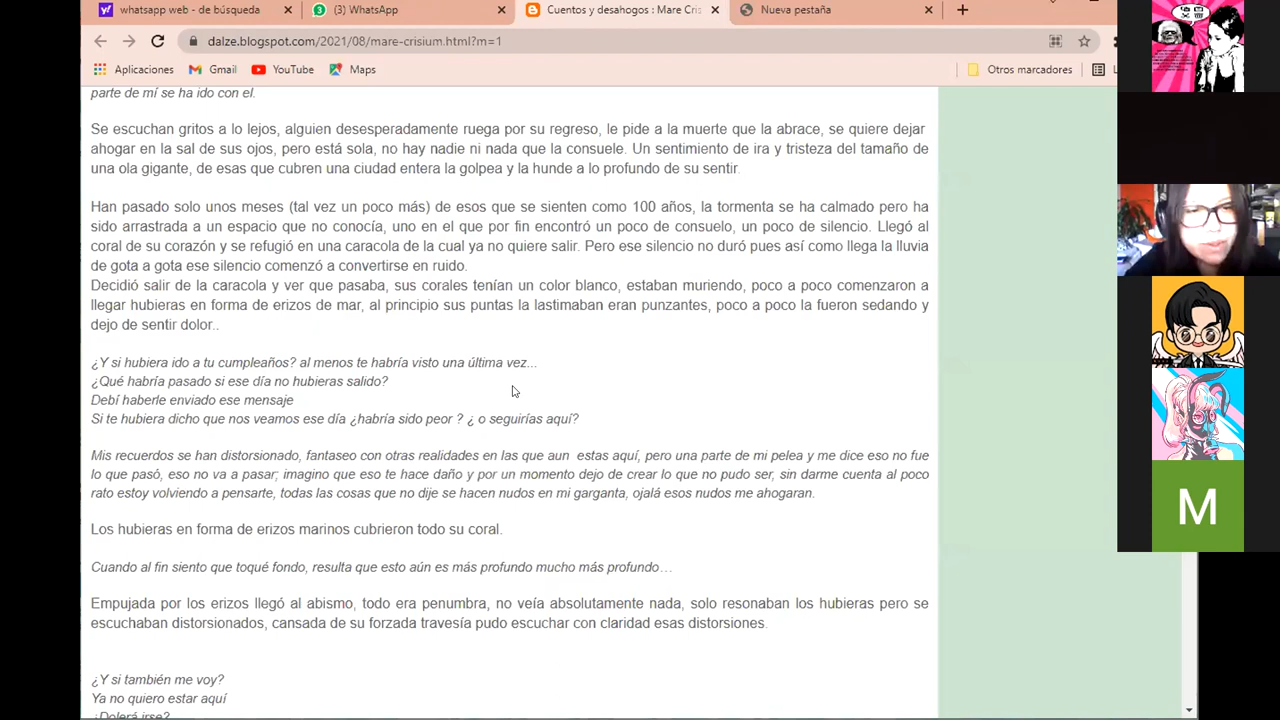 whatsapp web - de búsqueda
(3) WhatsApp
Cuentos y desahogos : Mare Cris
Nueva pestaña
dalze.blogspot.com/2021/08/mare-crisium.html?m=1
Aplicaciones
Gmail
YouTube
Maps
Otros marcadores
parte de mí se ha ido con el.
Se escuchan gritos a lo lejos, alguien desesperadamente ruega por su regreso, le pide a la muerte que la abrace, se quiere dejar
ahogar en la sal de sus ojos, pero está sola, no hay nadie ni nada que la consuele. Un sentimiento de ira y tristeza del tamaño de
una ola gigante, de esas que cubren una ciudad entera la golpea y la hunde a lo profundo de su sentir.
Han pasado solo unos meses (tal vez un poco más) de esos que se sienten como 100 años, la tormenta se ha calmado pero ha
sido arrastrada a un espacio que no conocía, uno en el que por fin encontró un poco de consuelo, un poco de silencio. Llegó al
coral de su corazón y se refugió en una caracola de la cual ya no quiere salir. Pero ese silencio no duró pues así como llega la lluvia
de gota a gota ese silencio comenzó a convertirse en ruido.
Decidió salir de la caracola y ver que pasaba, sus corales tenían un color blanco, estaban muriendo, poco a poco comenzaron a
llegar hubieras en forma de erizos de mar, al principio sus puntas la lastimaban eran punzantes, poco a poco la fueron sedando y
dejo de sentir dolor..
¿Y si hubiera ido a tu cumpleaños? al menos te habría visto una última vez...
¿Qué habría pasado si ese día no hubieras salido?
Debí haberle enviado ese mensaje
Si te hubiera dicho que nos veamos ese día ¿habría sido peor ? ¿ o seguirías aquí?
Mis recuerdos se han distorsionado, fantaseo con otras realidades en las que aun estas aquí, pero una parte de mi pelea y me dice eso no fue
lo que pasó, eso no va a pasar; imagino que eso te hace daño y por un momento dejo de crear lo que no pudo ser, sin darme cuenta al poco
rato estoy volviendo a pensarte, todas las cosas que no dije se hacen nudos en mi garganta, ojalá esos nudos me ahogaran.
Los hubieras en forma de erizos marinos cubrieron todo su coral.
Cuando al fin siento que toqué fondo, resulta que esto aún es más profundo mucho más profundo…
Empujada por los erizos llegó al abismo, todo era penumbra, no veía absolutamente nada, solo resonaban los hubieras pero se
escuchaban distorsionados, cansada de su forzada travesía pudo escuchar con claridad esas distorsiones.
¿Y si también me voy?
Ya no quiero estar aquí
¿Dolerá irse?
M